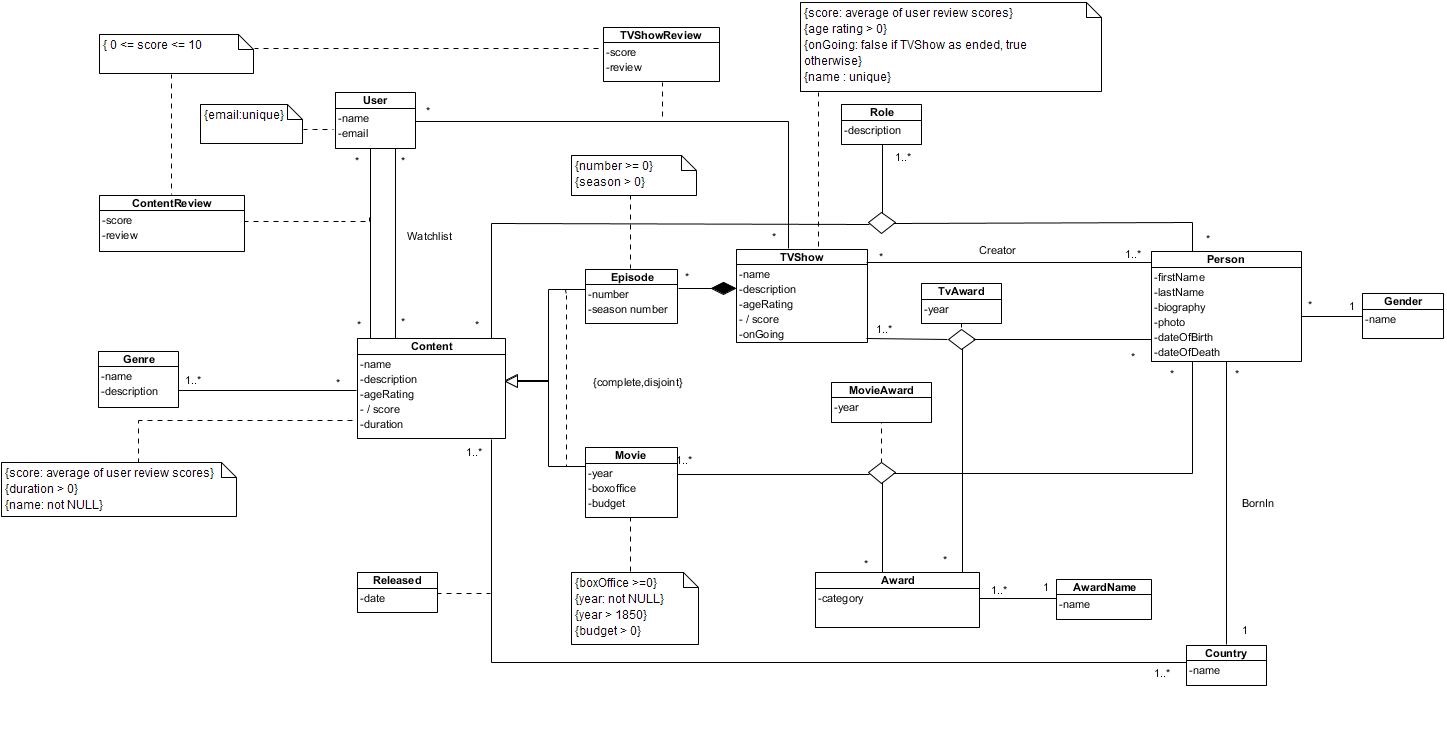 {score: average of user review scores}
{age rating > 0}
{onGoing: false if TVShow as ended, true
otherwise}
{name : unique}
{ 0 <= score <= 10
TVShowReview
-score
-review
User
-name
-email
*
{email:unique}
*
*
Role
-description
1..*
{number >= 0}
{season > 0}
ContentReview
-score
-review
Watchlist
*
*
*
*
TVShow
-name
-description
-ageRating
- / score
-onGoing
*
Creator
1..*
*
Person
-firstName
-lastName
-biography
-photo
-dateOfBirth
-dateOfDeath
*
1
Gender
-name
Episode
-number
-season number
*
TvAward
-year
1..*
*
*
*
Content
-name
-description
-ageRating
- / score
-duration
Genre
-name
-description
1..*
*
{complete,disjoint}
MovieAward
-year
1..*
Movie
-year
-boxoffice
-budget
1..*
{score: average of user review scores}
{duration > 0}
{name: not NULL}
BornIn
*
*
Released
-date
{boxOffice >=0}
{year: not NULL}
{year > 1850}
{budget > 0}
Award
-category
1..*
1
AwardName
-name
1
Country
-name
1..*